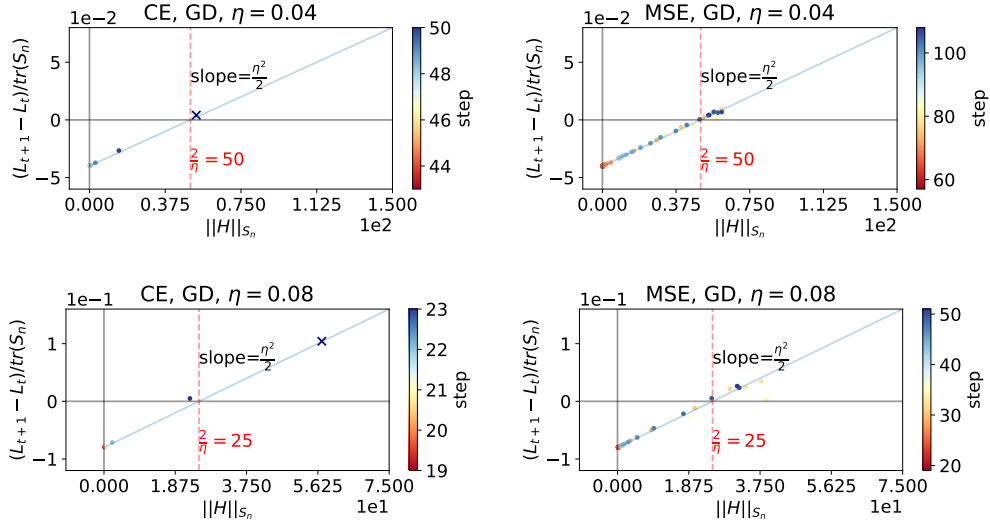 CE, GD, η = 0.04
1e−2
(L_{t+1} − L_t)/tr(S_n)
5
0
−5
slope=η²/2
2/η = 50
0.000 0.375 0.750 1.125 1.500
||H||_{S_n}
1e2
50
48
46
44
step
MSE, GD, η = 0.04
1e−2
(L_{t+1} − L_t)/tr(S_n)
5
0
−5
slope=η²/2
2/η = 50
0.000 0.375 0.750 1.125 1.500
||H||_{S_n}
1e2
100
80
60
step
CE, GD, η = 0.08
1e−1
(L_{t+1} − L_t)/tr(S_n)
1
0
−1
slope=η²/2
2/η = 25
0.000 1.875 3.750 5.625 7.500
||H||_{S_n}
1e1
23
22
21
20
19
step
MSE, GD, η = 0.08
1e−1
(L_{t+1} − L_t)/tr(S_n)
1
0
−1
slope=η²/2
2/η = 25
0.000 1.875 3.750 5.625 7.500
||H||_{S_n}
1e1
50
40
30
20
step